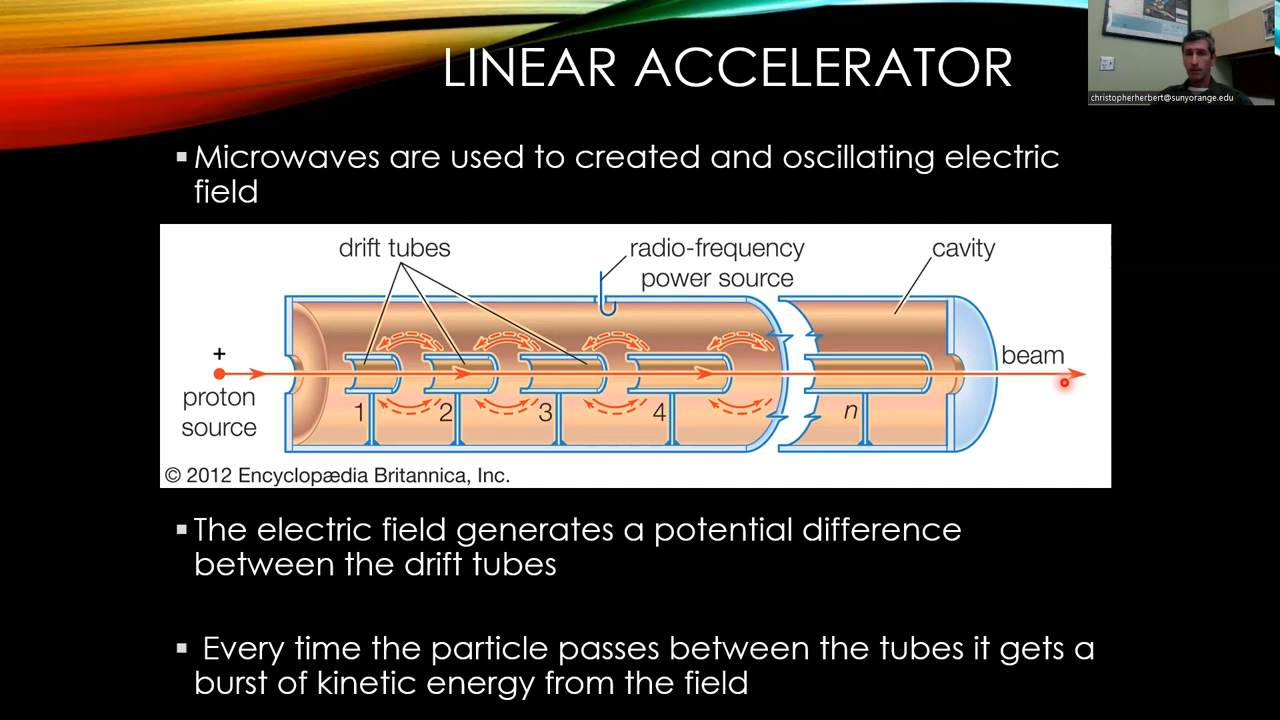 LINEAR ACCELERATOR
christopherherbert@sunyorange.edu
▪ Microwaves are used to created and oscillating electric
field
drift tubes
radio-frequency
power source
cavity
+
proton
source
beam
1 2 3 4 n
© 2012 Encyclopædia Britannica, Inc.
▪ The electric field generates a potential difference
between the drift tubes
▪ Every time the particle passes between the tubes it gets a
burst of kinetic energy from the field